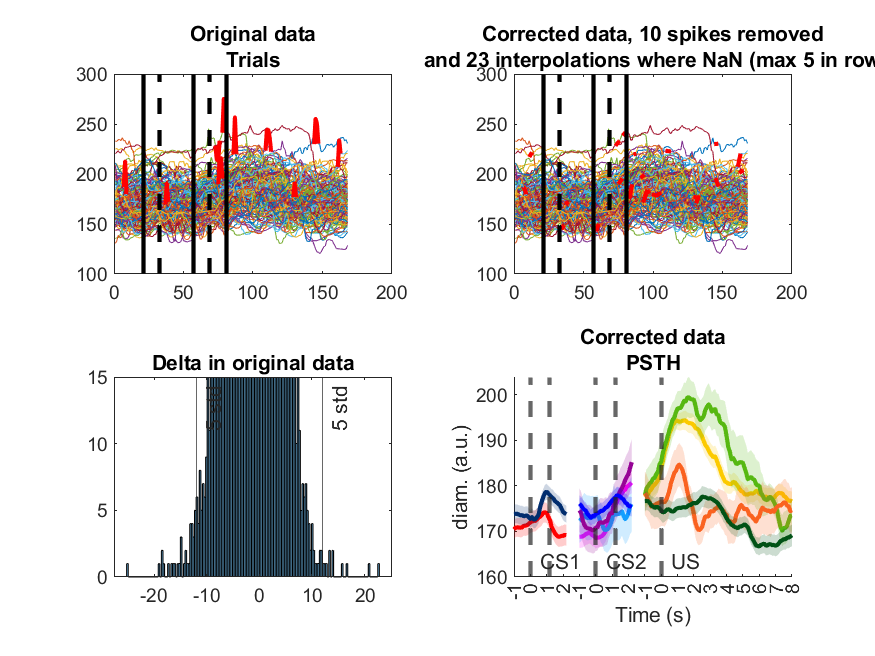 Original data
Trials
300
250
200
150
100
0
50
100
150
200
Corrected data, 10 spikes removed
and 23 interpolations where NaN (max 5 in row
300
250
200
150
100
0
50
100
150
200
Delta in original data
15
10
5
0
-20
-10
0
10
20
5 std
5 std
Corrected data
PSTH
diam. (a.u.)
200
190
180
170
160
CS1
CS2
US
-1 0 1 2 -1 0 1 2 -1 0 1 2 3 4 5 6 7 8
Time (s)